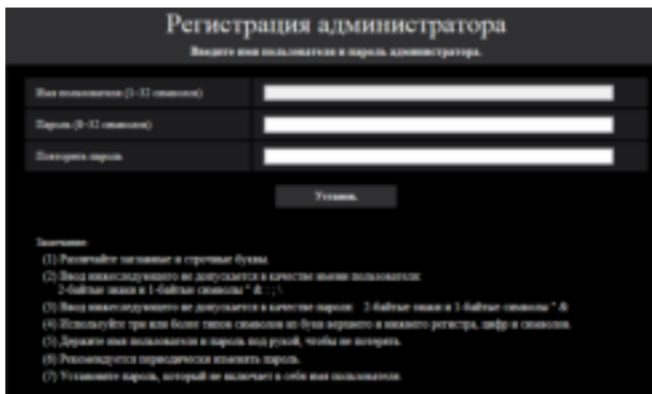 Регистрация администратора
Введите имя пользователя и пароль администратора.
Имя пользователя (1-32 символов)
Пароль (8-32 символов)
Повторить пароль
Установ.
Замечание:
(1) Различайте заглавные и строчные буквы.
(2) Ввод нижеследующего не допускается в качестве имени пользователя:
2-байтные знаки и 1-байтные символы " & : ; \
(3) Ввод нижеследующего не допускается в качестве пароля: 2-байтные знаки и 1-байтные символы " &
(4) Используйте три или более типов символов из букв верхнего и нижнего регистра, цифр и символов.
(5) Держите имя пользователя и пароль под рукой, чтобы не потерять.
(6) Рекомендуется периодически изменять пароль.
(7) Установите пароль, который не включает в себя имя пользователя.